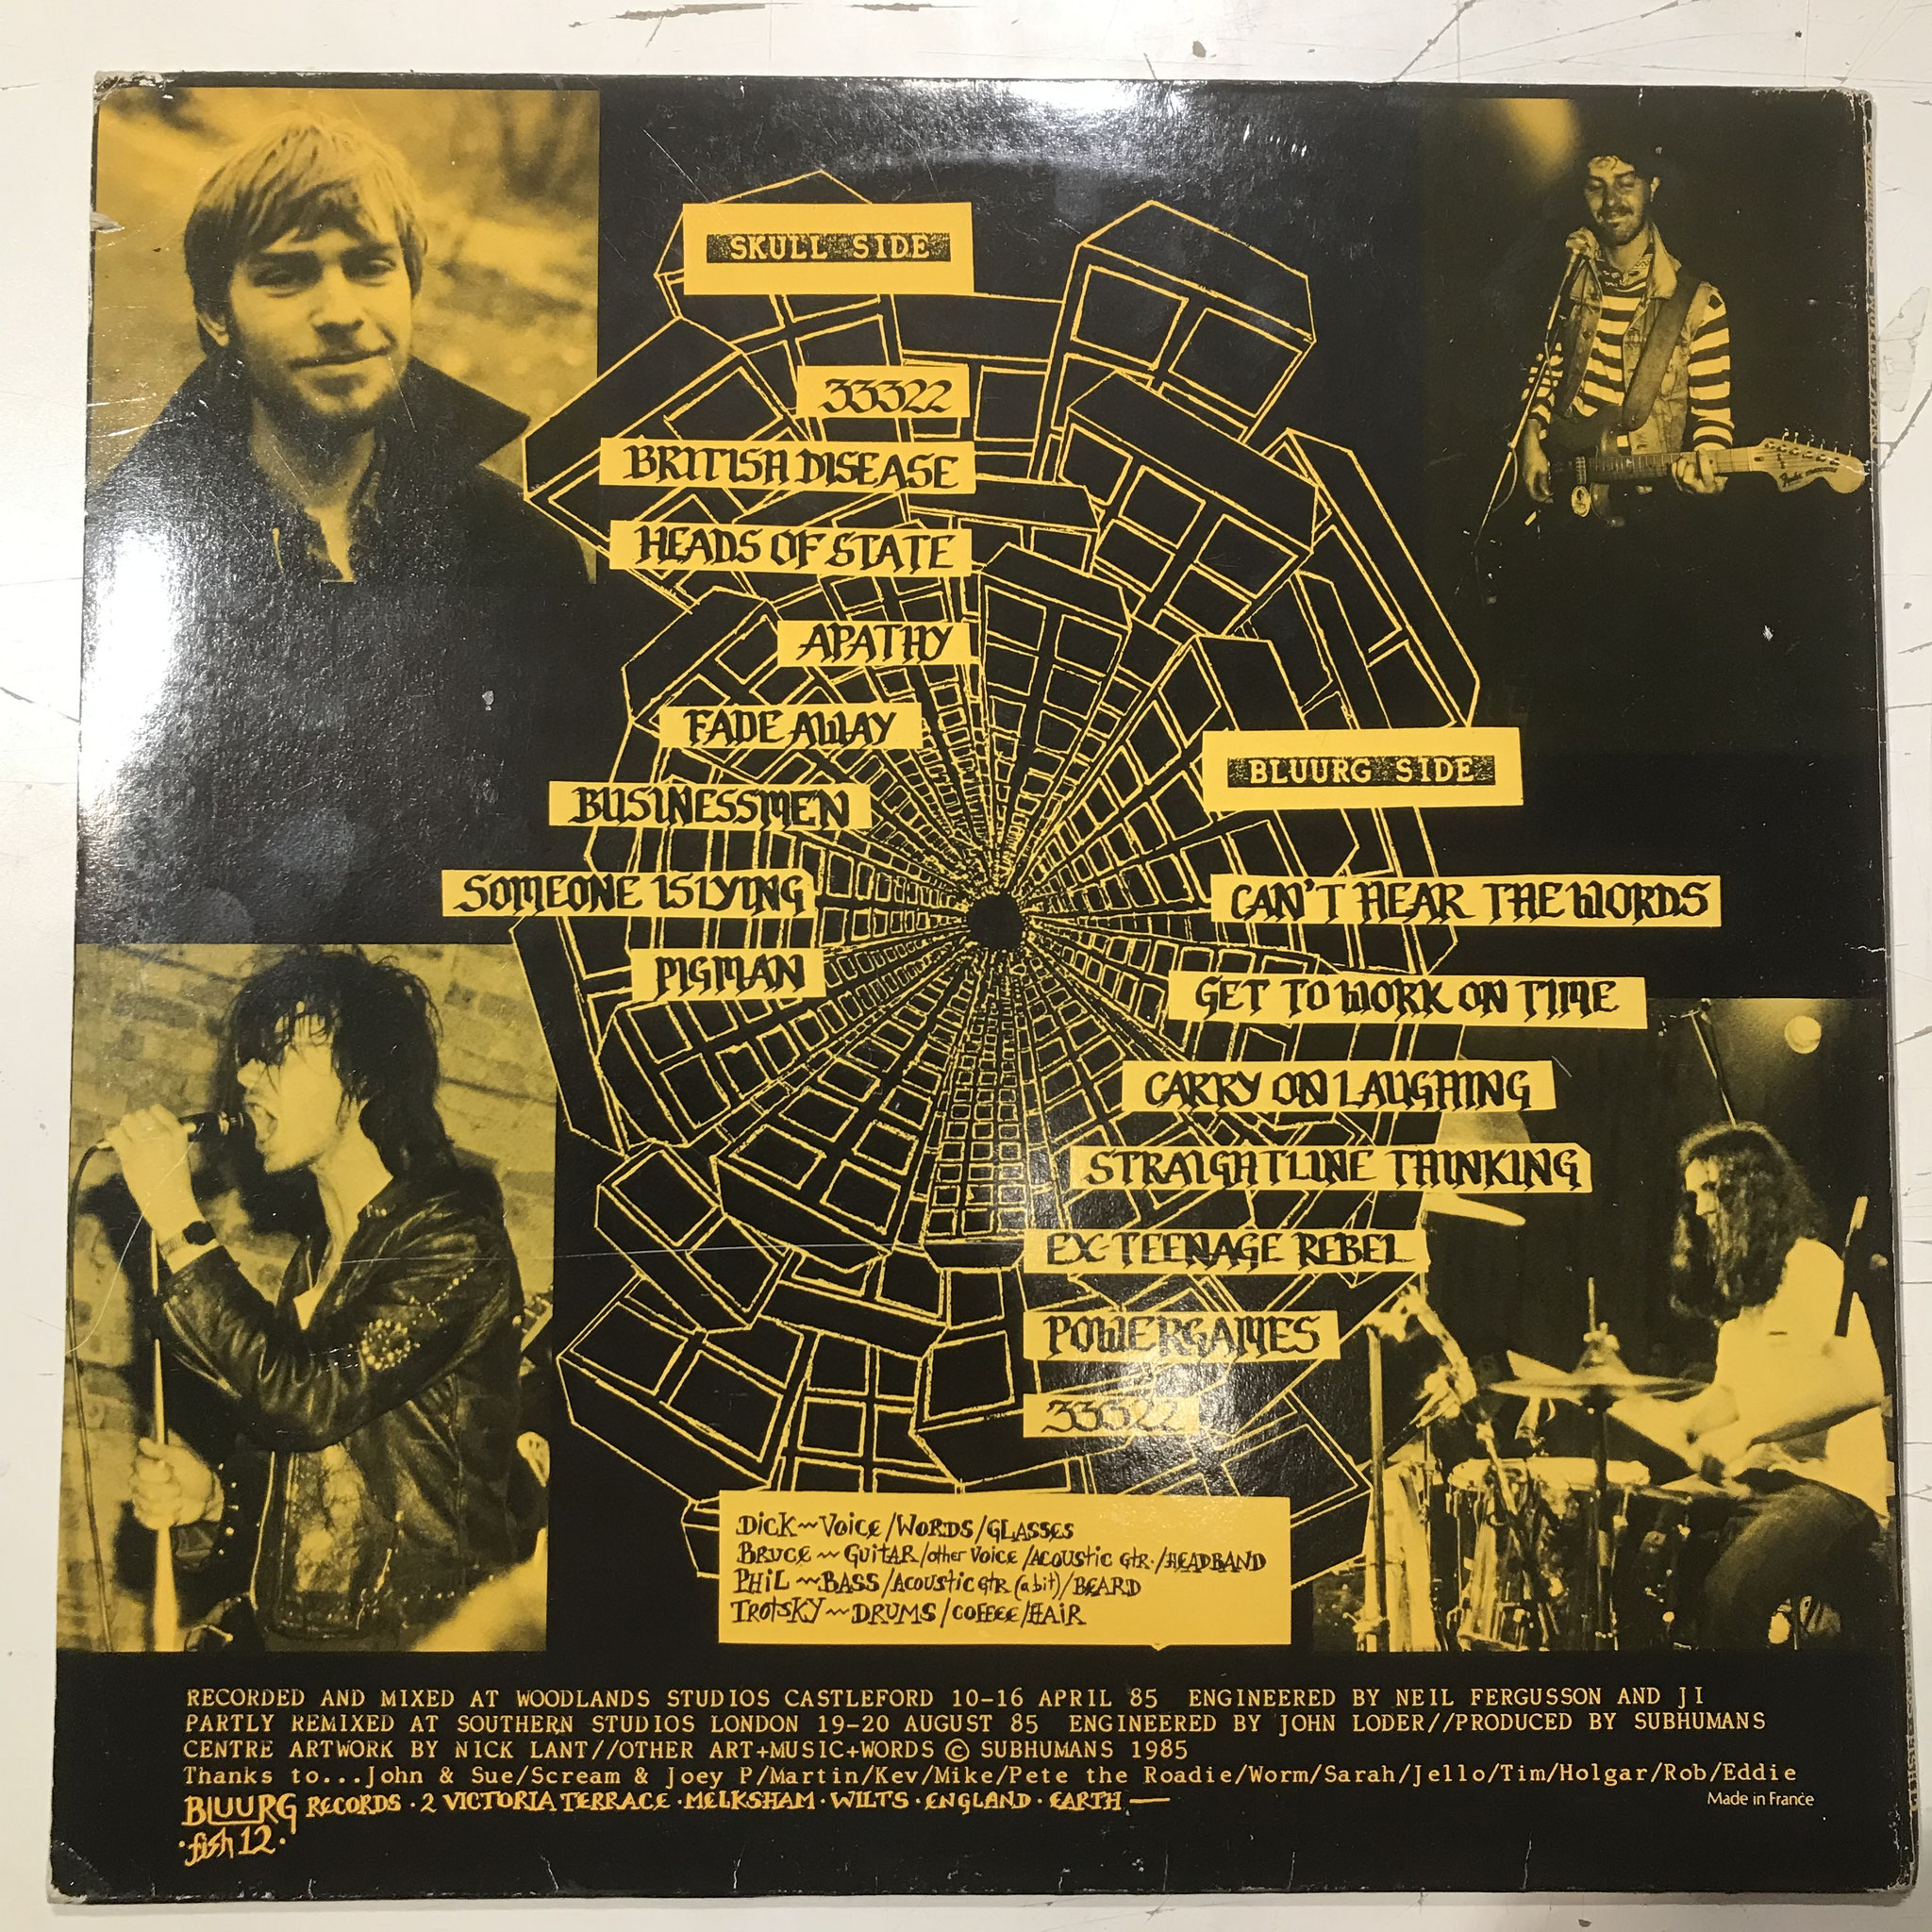 SKULL SIDE
33322
BRITISH DISEASE
HEADS OF STATE
APATHY
FADE AWAY
BUSINESSMEN
SOMEONE IS LYING
PIGMAN
BLUURG SIDE
CAN'T HEAR THE WORDS
GET TO WORK ON TIME
CARRY ON LAUGHING
STRAIGHTLINE THINKING
EX-TEENAGE REBEL
POWERGAMES
33322
DICK~VOICE/WORDS/GLASSES
BRUCE~GUITAR/other VOICE/ACOUSTIC GTR./HEADBAND
PHIL~BASS/ACOUSTIC GTR (a bit)/BEARD
TROTSKY~DRUMS/COFFEE/HAIR
RECORDED AND MIXED AT WOODLANDS STUDIOS CASTLEFORD 10-16 APRIL 85 ENGINEERED BY NEIL FERGUSSON AND JI
PARTLY REMIXED AT SOUTHERN STUDIOS LONDON 19-20 AUGUST 85 ENGINEERED BY JOHN LODER//PRODUCED BY SUBHUMANS
CENTRE ARTWORK BY NICK LANT//OTHER ART+MUSIC+WORDS © SUBHUMANS 1985
Thanks to...John & Sue/Scream & Joey P/Martin/Kev/Mike/Pete the Roadie/Worm/Sarah/Jello/Tim/Holgar/Rob/Eddie
BLUURG RECORDS · 2 VICTORIA TERRACE · MELKSHAM · WILTS · ENGLAND · EARTH —
Made in France
· fish 12 ·
Fender